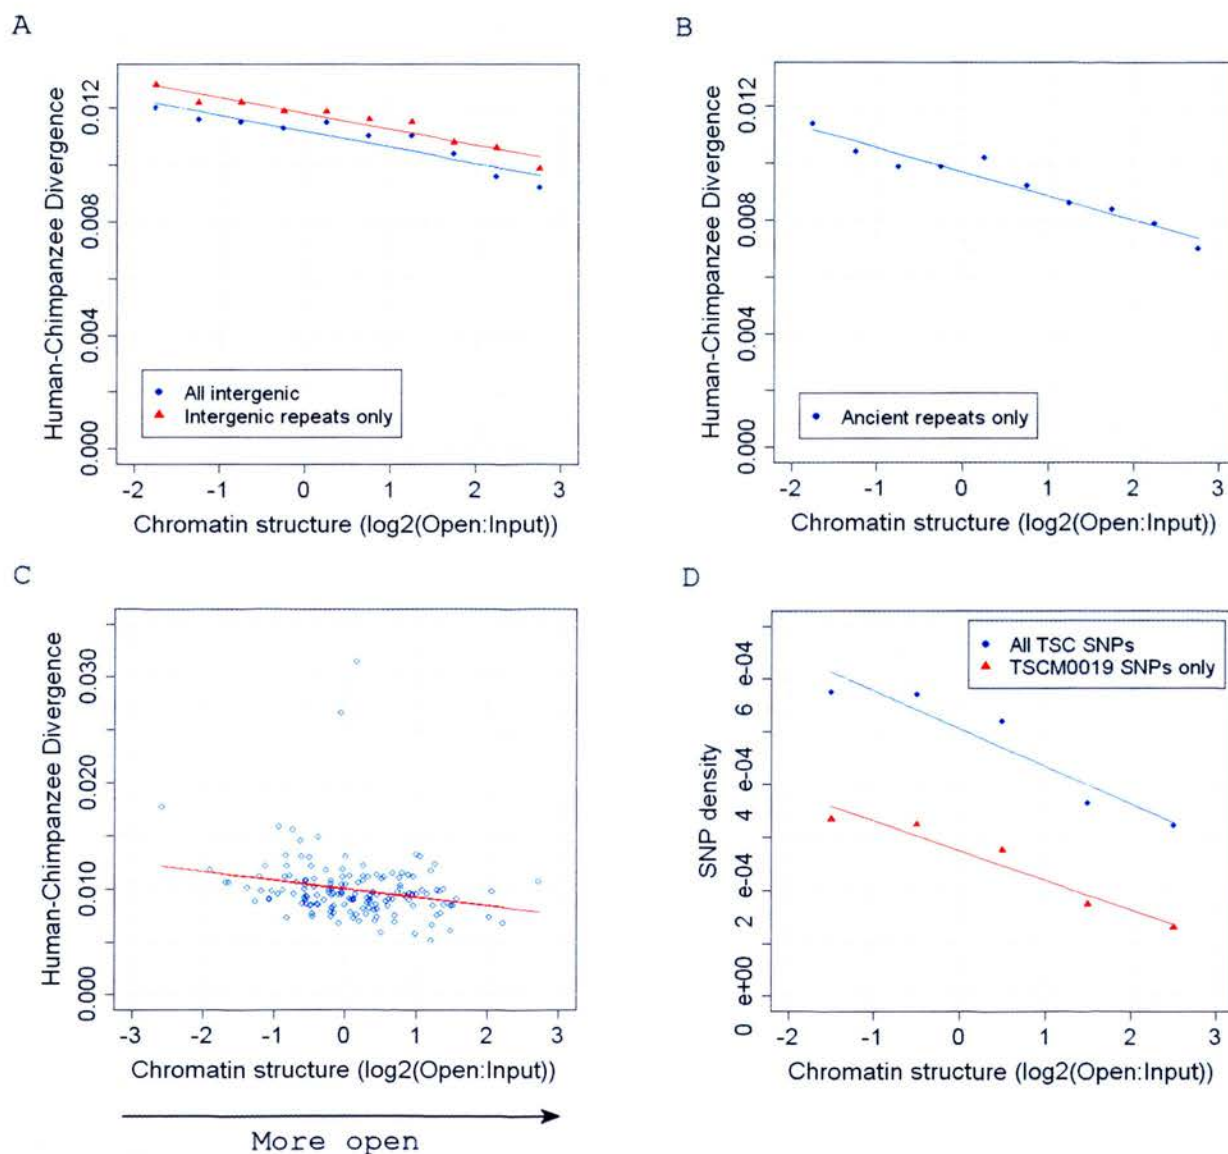 A
Human-Chimpanzee Divergence
0.012
0.008
0.004
0.000
All intergenic
Intergenic repeats only
-2 -1 0 1 2 3
Chromatin structure (log2(Open:Input))
B
Human-Chimpanzee Divergence
0.012
0.008
0.004
0.000
Ancient repeats only
-2 -1 0 1 2 3
Chromatin structure (log2(Open:Input))
C
Human-Chimpanzee Divergence
0.030
0.020
0.010
0.000
-3 -2 -1 0 1 2 3
Chromatin structure (log2(Open:Input))
More open
D
SNP density
6 e-04
4 e-04
2 e-04
0 e+00
All TSC SNPs
TSCM0019 SNPs only
-2 -1 0 1 2 3
Chromatin structure (log2(Open:Input))